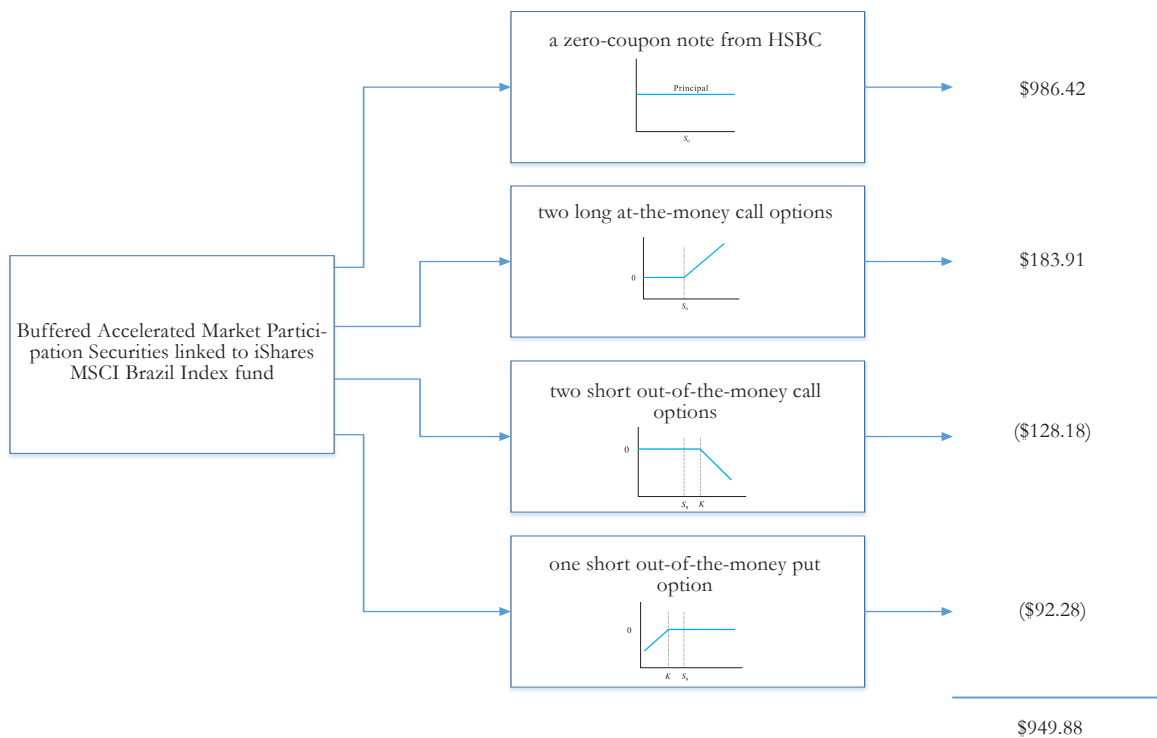 a zero-coupon note from HSBC
Principal
S₀
$986.42
two long at-the-money call options
0
S₀
$183.91
Buffered Accelerated Market Partici-
pation Securities linked to iShares
MSCI Brazil Index fund
two short out-of-the-money call
options
0
S₀ K
($128.18)
one short out-of-the-money put
option
0
K S₀
($92.28)
$949.88